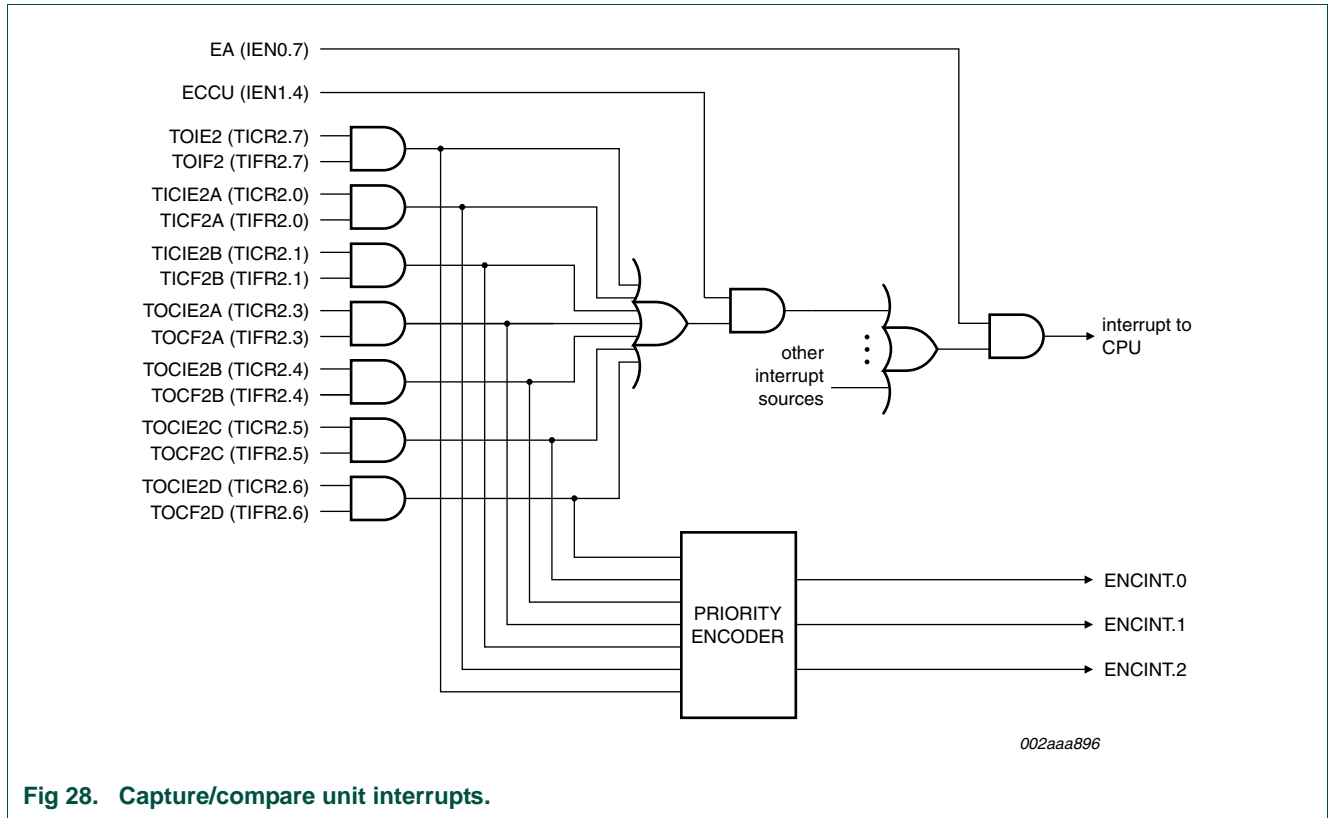 EA (IEN0.7)
ECCU (IEN1.4)
TOIE2 (TICR2.7)
TOIF2 (TIFR2.7)
TICIE2A (TICR2.0)
TICF2A (TIFR2.0)
TICIE2B (TICR2.1)
TICF2B (TIFR2.1)
TOCIE2A (TICR2.3)
TOCF2A (TIFR2.3)
TOCIE2B (TICR2.4)
TOCF2B (TIFR2.4)
TOCIE2C (TICR2.5)
TOCF2C (TIFR2.5)
TOCIE2D (TICR2.6)
TOCF2D (TIFR2.6)
other
interrupt
sources
interrupt to
CPU
PRIORITY
ENCODER
ENCINT.0
ENCINT.1
ENCINT.2
002aaa896
Fig 28. Capture/compare unit interrupts.